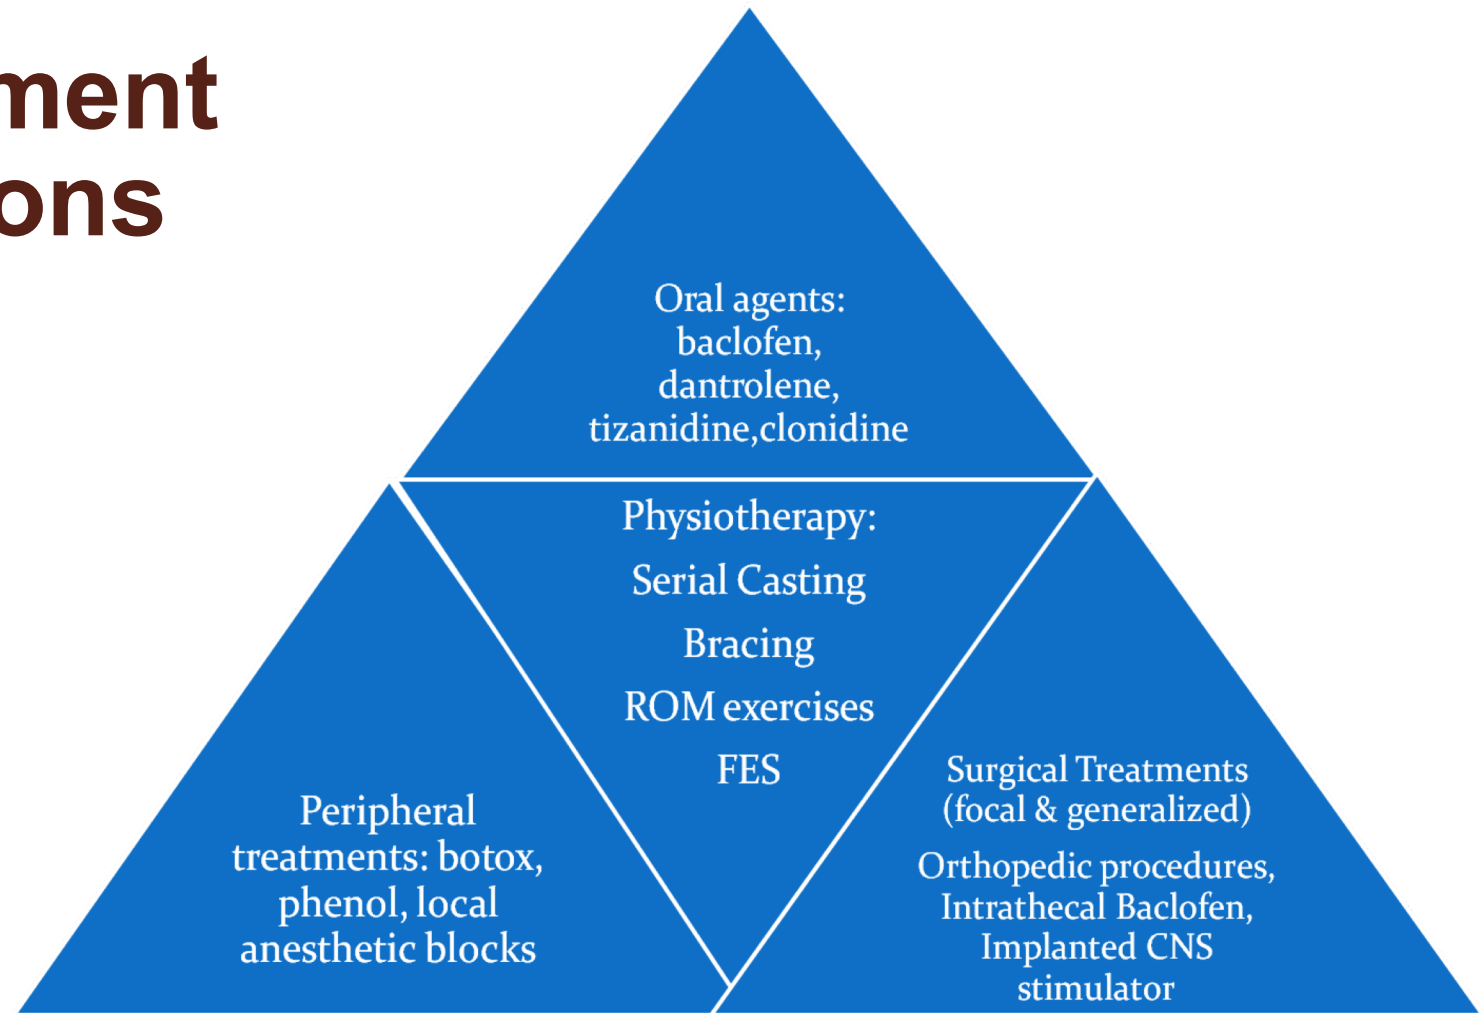 ment
ons
Oral agents:
baclofen,
dantrolene,
tizanidine,clonidine
Physiotherapy:
Serial Casting
Bracing
ROM exercises
FES
Peripheral
treatments: botox,
phenol, local
anesthetic blocks
Surgical Treatments
(focal & generalized)
Orthopedic procedures,
Intrathecal Baclofen,
Implanted CNS
stimulator